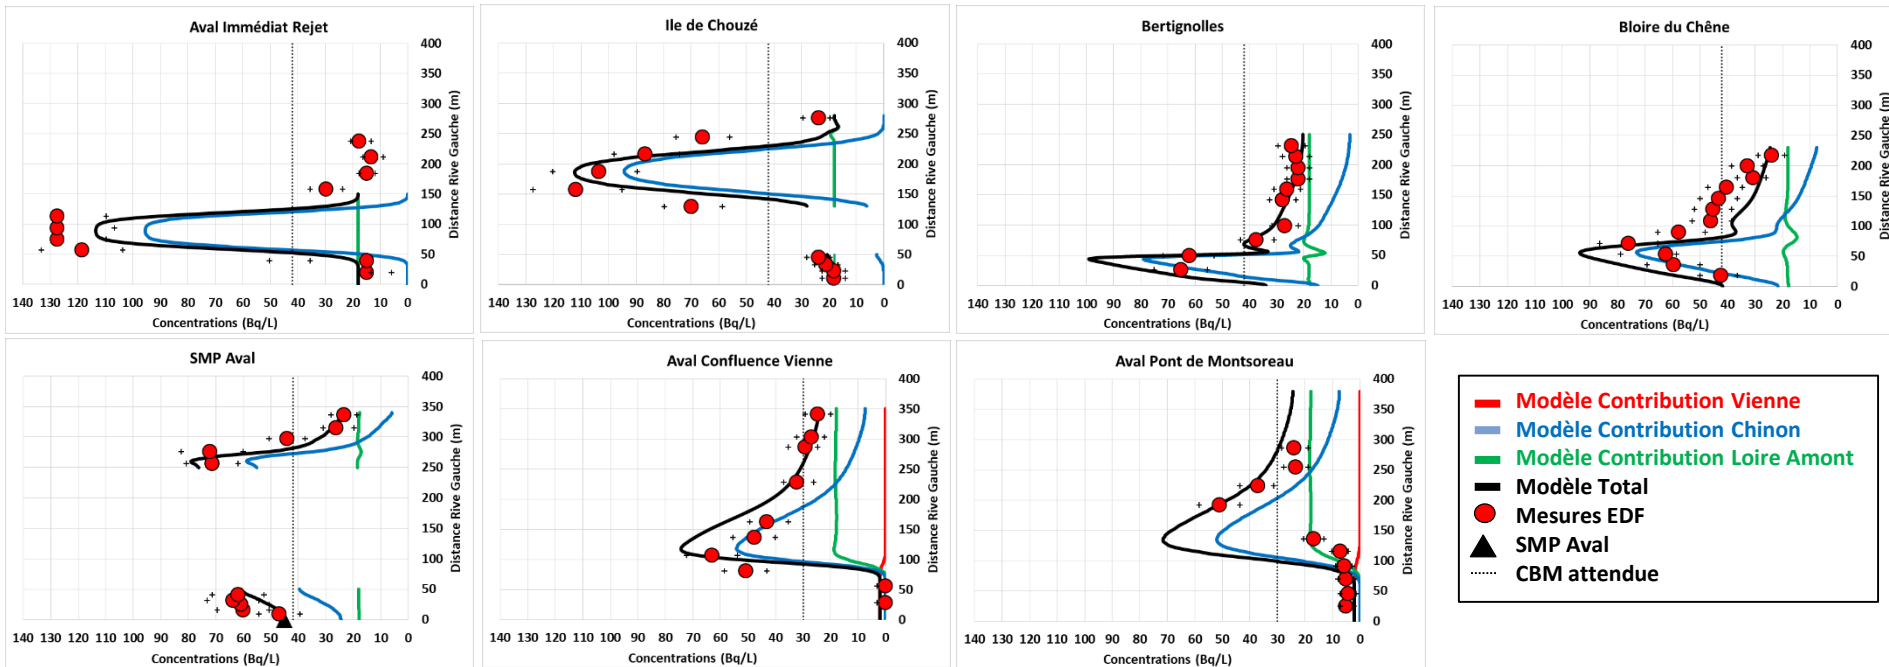 Aval Immédiat Rejet
400
350
300
250
200
150
100
50
0
Distance Rive Gauche (m)
140 130 120 110 100 90 80 70 60 50 40 30 20 10 0
Concentrations (Bq/L)
Ile de Chouzé
400
350
300
250
200
150
100
50
0
Distance Rive Gauche (m)
140 130 120 110 100 90 80 70 60 50 40 30 20 10 0
Concentrations (Bq/L)
Bertignolles
400
350
300
250
200
150
100
50
0
Distance Rive Gauche (m)
140 130 120 110 100 90 80 70 60 50 40 30 20 10 0
Concentrations (Bq/L)
Bloire du Chêne
400
350
300
250
200
150
100
50
0
Distance Rive Gauche (m)
140 130 120 110 100 90 80 70 60 50 40 30 20 10 0
Concentrations (Bq/L)
SMP Aval
400
350
300
250
200
150
100
50
0
Distance Rive Gauche (m)
140 130 120 110 100 90 80 70 60 50 40 30 20 10 0
Concentrations (Bq/L)
Aval Confluence Vienne
400
350
300
250
200
150
100
50
0
Distance Rive Gauche (m)
140 130 120 110 100 90 80 70 60 50 40 30 20 10 0
Concentrations (Bq/L)
Aval Pont de Montsoreau
400
350
300
250
200
150
100
50
0
Distance Rive Gauche (m)
140 130 120 110 100 90 80 70 60 50 40 30 20 10 0
Concentrations (Bq/L)
Modèle Contribution Vienne
Modèle Contribution Chinon
Modèle Contribution Loire Amont
Modèle Total
Mesures EDF
SMP Aval
CBM attendue